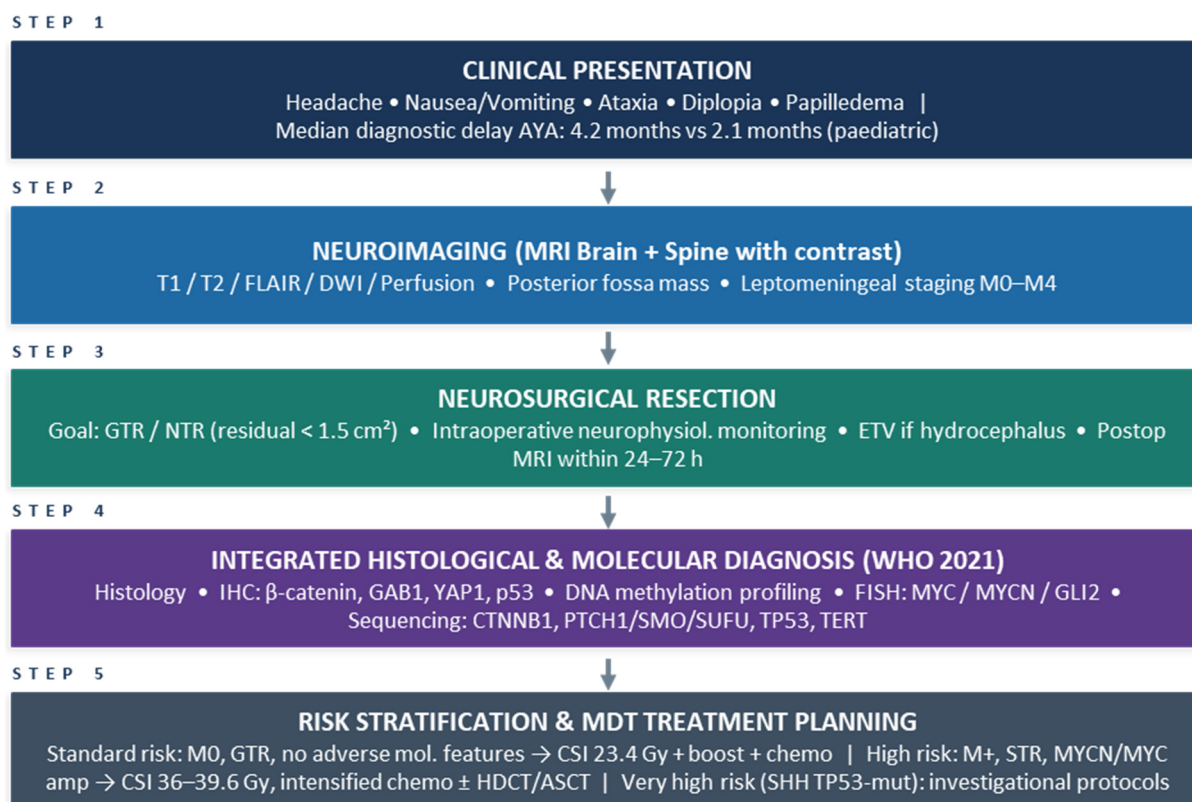 STEP 1
CLINICAL PRESENTATION
Headache • Nausea/Vomiting • Ataxia • Diplopia • Papilledema |
Median diagnostic delay AYA: 4.2 months vs 2.1 months (paediatric)
STEP 2
NEUROIMAGING (MRI Brain + Spine with contrast)
T1 / T2 / FLAIR / DWI / Perfusion • Posterior fossa mass • Leptomeningeal staging M0–M4
STEP 3
NEUROSURGICAL RESECTION
Goal: GTR / NTR (residual < 1.5 cm²) • Intraoperative neurophysiol. monitoring • ETV if hydrocephalus • Postop
MRI within 24–72 h
STEP 4
INTEGRATED HISTOLOGICAL & MOLECULAR DIAGNOSIS (WHO 2021)
Histology • IHC: β-catenin, GAB1, YAP1, p53 • DNA methylation profiling • FISH: MYC / MYCN / GLI2 •
Sequencing: CTNNB1, PTCH1/SMO/SUFU, TP53, TERT
STEP 5
RISK STRATIFICATION & MDT TREATMENT PLANNING
Standard risk: M0, GTR, no adverse mol. features → CSI 23.4 Gy + boost + chemo | High risk: M+, STR, MYCN/MYC
amp → CSI 36–39.6 Gy, intensified chemo ± HDCT/ASCT | Very high risk (SHH TP53-mut): investigational protocols